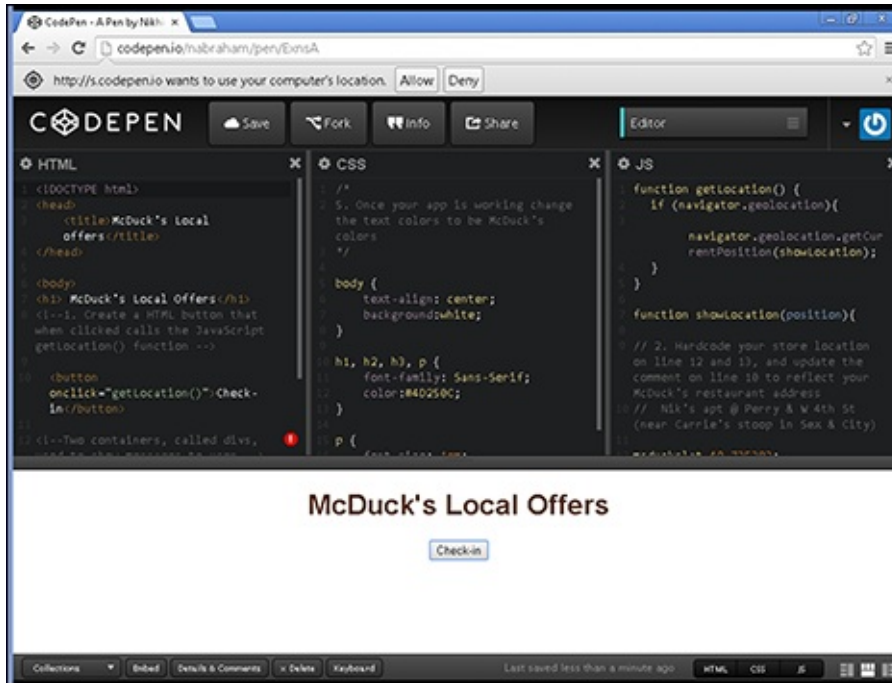 CodePen - A Pen by Nikhi
codepen.io/nabraham/pen/ExnsA
http://s.codepen.io wants to use your computer's location. Allow Deny
CODEPEN Save Fork Info Share Editor
HTML
1 <!DOCTYPE html>
2 <head>
3 <title>McDuck's Local
offers</title>
4 </head>
5
6 <body>
7 <h1> McDuck's Local Offers</h1>
8 <!--1. Create a HTML button that
when clicked calls the JavaScript
getLocation() function -->
9
10 <button
onclick="getLocation()">Check-
in</button>
11
12 <!--Two containers, called divs,
used to show messages to user -->
CSS
1 /*
2 5. Once your app is working change
the text colors to be McDuck's
colors
3 */
4
5 body {
6 text-align: center;
7 background:white;
8 }
9
10 h1, h2, h3, p {
11 font-family: Sans-Serif;
12 color:#4D250C;
13 }
14
15 p {
JS
1 function getLocation() {
2 if (navigator.geolocation){
3
navigator.geolocation.getCur
rentPosition(showLocation);
4 }
5 }
6
7 function showLocation(position){
8
9 // 2. Hardcode your store location
on line 12 and 13, and update the
comment on line 10 to reflect your
McDuck's restaurant address
10 // Nik's apt @ Perry & W 4th St
(near Carrie's stoop in Sex & City)
McDuck's Local Offers
Check-in
Collections Embed Details & Comments x Delete Keyboard Last saved less than a minute ago HTML CSS JS